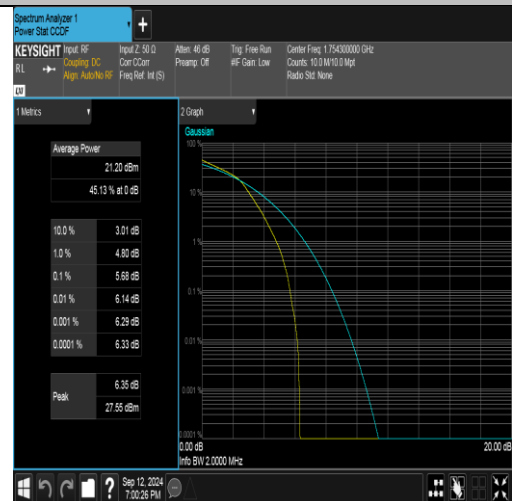 Spectrum Analyzer 1
Power Stat CCDF
+
KEYSIGHT
RL
Input: RF
Coupling: DC
Align: Auto/No RF
Input Z: 50 Ω
Corr CCorr
Freq Ref: Int (S)
Atten: 46 dB
Preamp: Off
Trig: Free Run
#IF Gain: Low
Center Freq: 1.754300000 GHz
Counts: 10.0 M/10.0 Mpt
Radio Std: None
LXI
1 Metrics
Average Power
21.20 dBm
45.13 % at 0 dB
10.0 % 3.01 dB
1.0 % 4.80 dB
0.1 % 5.68 dB
0.01 % 6.14 dB
0.001 % 6.29 dB
0.0001 % 6.33 dB
Peak
6.35 dB
27.55 dBm
2 Graph
Gaussian
100 %
10 %
1 %
0.1 %
0.01 %
0.001 %
0.0001 %
0.00 dB
20.00 dB
Info BW 2.0000 MHz
?
Sep 12, 2024
7:00:26 PM